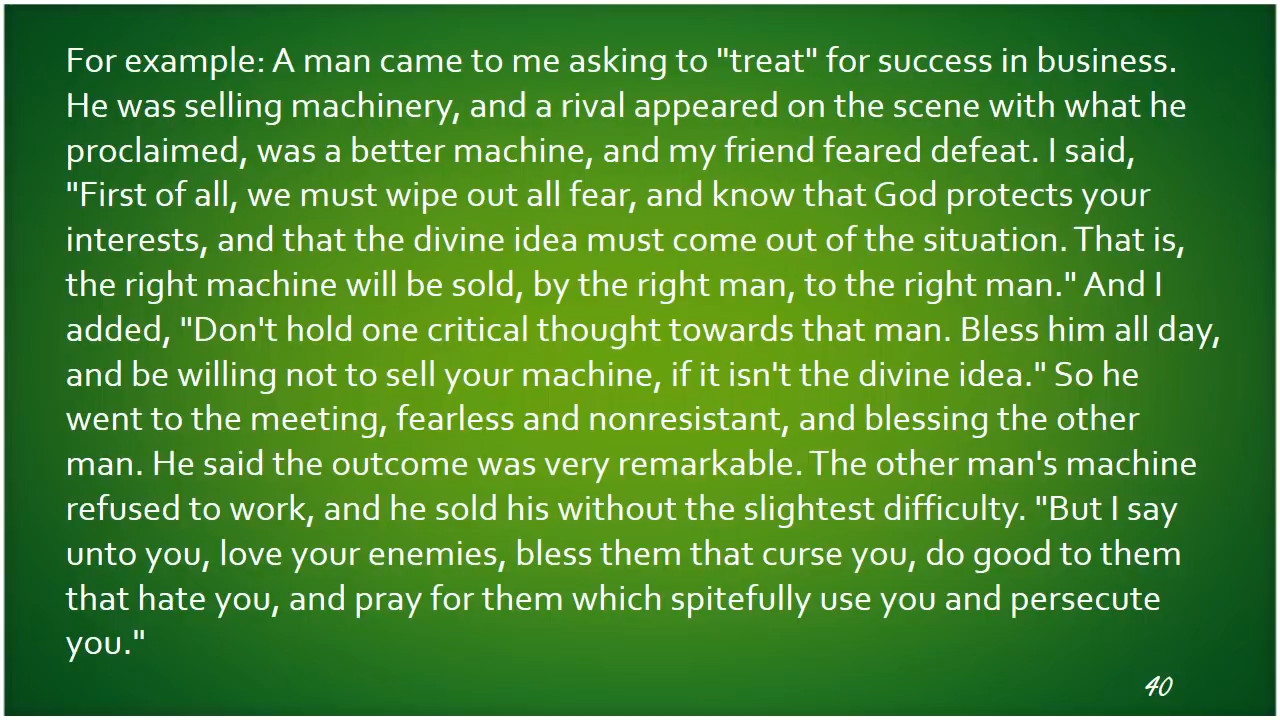 For example: A man came to me asking to "treat" for success in business.
He was selling machinery, and a rival appeared on the scene with what he
proclaimed, was a better machine, and my friend feared defeat. I said,
"First of all, we must wipe out all fear, and know that God protects your
interests, and that the divine idea must come out of the situation. That is,
the right machine will be sold, by the right man, to the right man." And I
added, "Don't hold one critical thought towards that man. Bless him all day,
and be willing not to sell your machine, if it isn't the divine idea." So he
went to the meeting, fearless and nonresistant, and blessing the other
man. He said the outcome was very remarkable. The other man's machine
refused to work, and he sold his without the slightest difficulty. "But I say
unto you, love your enemies, bless them that curse you, do good to them
that hate you, and pray for them which spitefully use you and persecute
you."
40